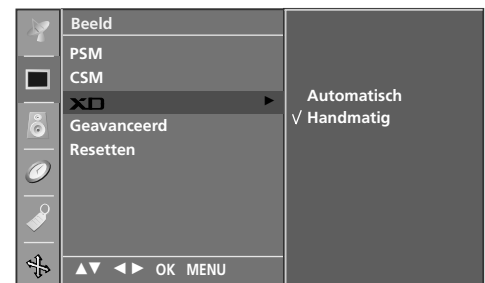 Beeld
PSM
CSM
XD ►
Geavanceerd
Resetten
Automatisch
√ Handmatig
▲▼ ◄► OK MENU